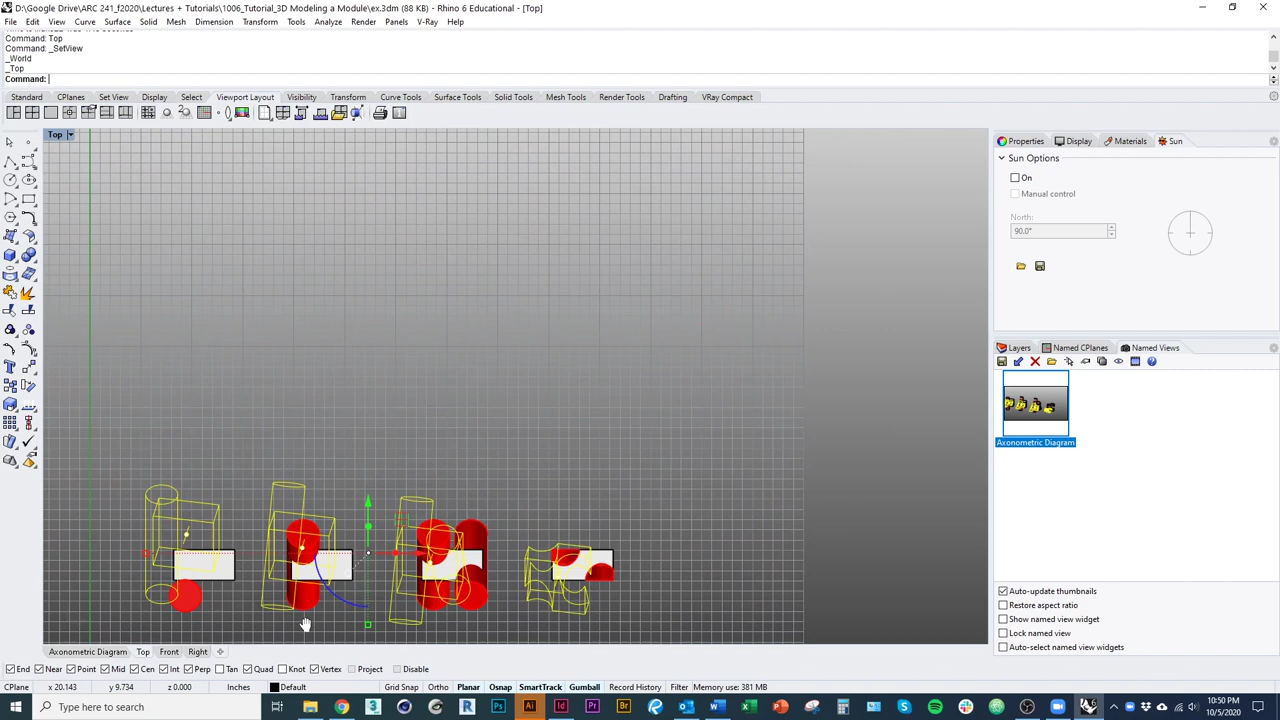 D:\Google Drive\ARC 241_f2020\Lectures + Tutorials\1006_Tutorial_3D Modeling a Module\ex.3dm (88 KB) - Rhino 6 Educational - [Top]
File Edit View Curve Surface Solid Mesh Dimension Transform Tools Analyze Render Panels V-Ray Help
Command: Top
Command: _SetView
_World
_Top
Command:
Standard CPlanes Set View Display Select Viewport Layout Visibility Transform Curve Tools Surface Tools Solid Tools Mesh Tools Render Tools Drafting VRay Compact
Top
Properties Display Materials Sun
Sun Options
On
Manual control
North:
90.0°
Layers Named CPlanes Named Views
Axonometric Diagram
Auto-update thumbnails
Restore aspect ratio
Show named view widget
Lock named view
Auto-select named view widgets
Axonometric Diagram Top Front Right
End Near Point Mid Cen Int Perp Tan Quad Knot Vertex Project Disable
CPlane x 20.143 y 9.734 z 0.000 Inches Default Grid Snap Ortho Planar Osnap SmartTrack Gumball Record History Filter Memory use: 381 MB
Type here to search
10:50 PM
10/5/2020